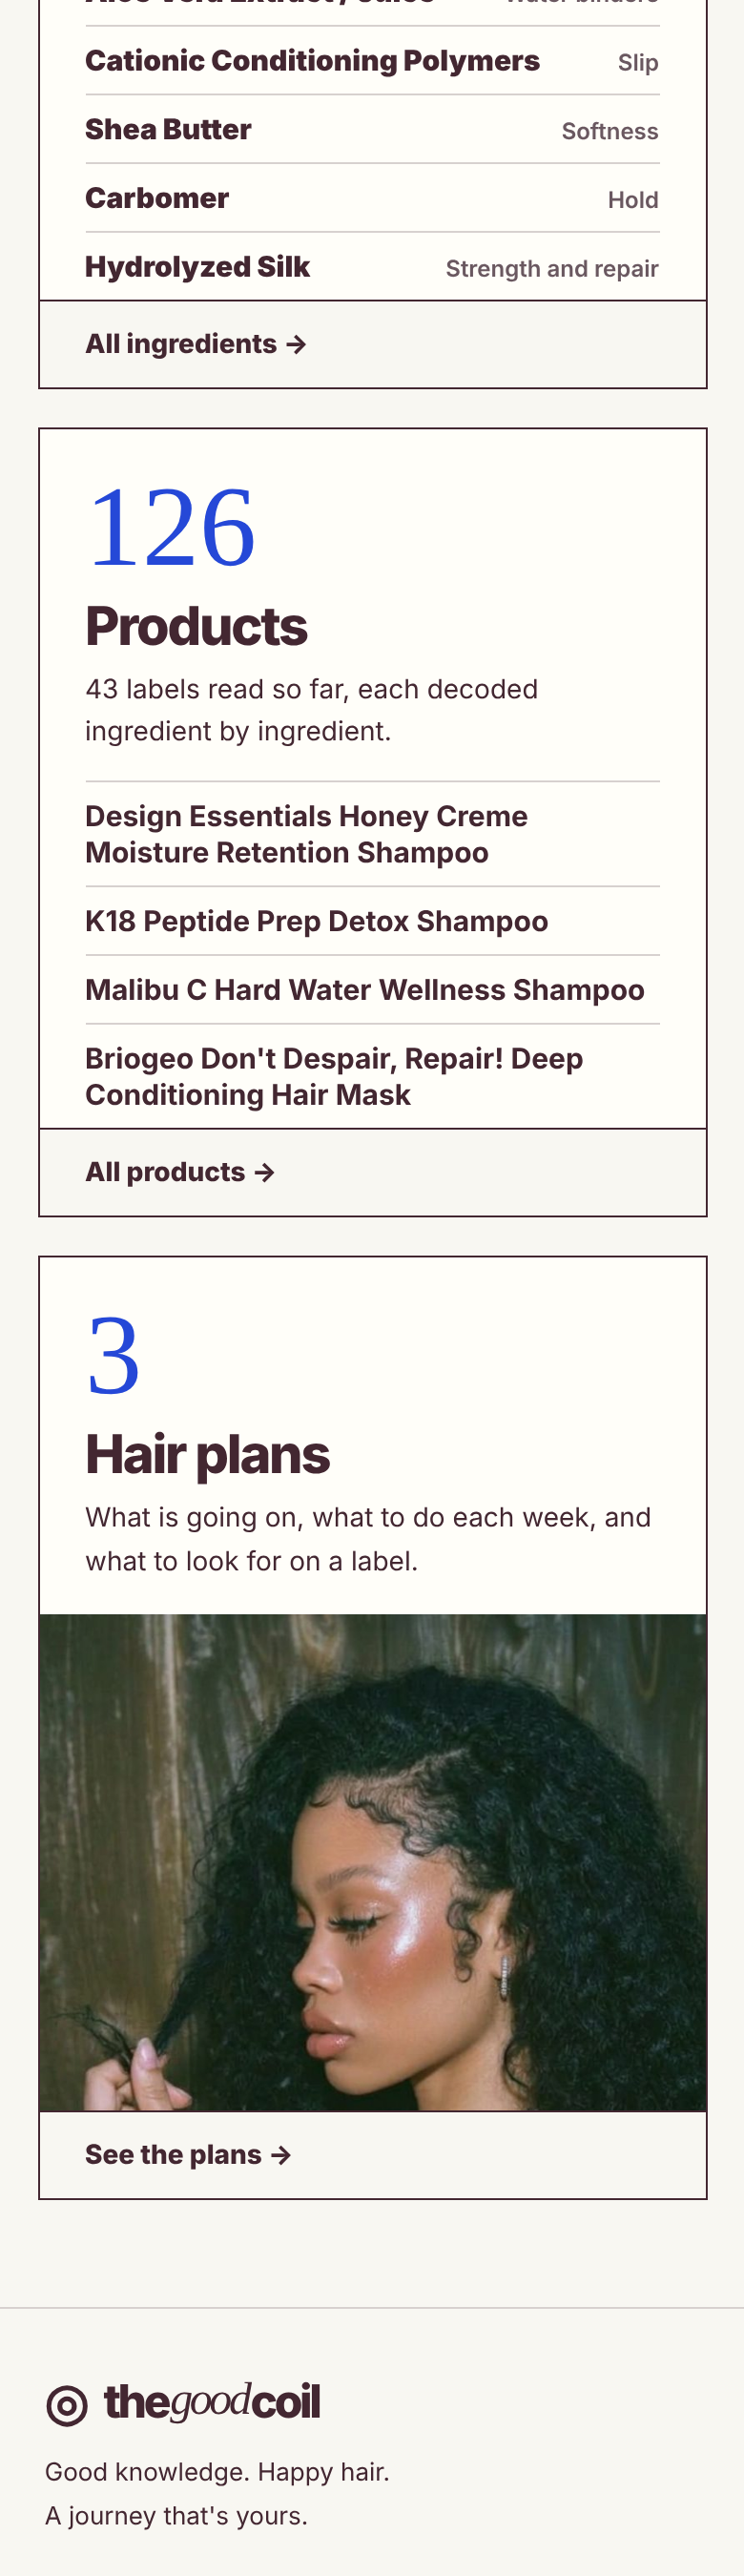 Cationic Conditioning Polymers Slip
Shea Butter Softness
Carbomer Hold
Hydrolyzed Silk Strength and repair
All ingredients →
126
Products
43 labels read so far, each decoded
ingredient by ingredient.
Design Essentials Honey Creme
Moisture Retention Shampoo
K18 Peptide Prep Detox Shampoo
Malibu C Hard Water Wellness Shampoo
Briogeo Don't Despair, Repair! Deep
Conditioning Hair Mask
All products →
3
Hair plans
What is going on, what to do each week, and
what to look for on a label.
See the plans →
thegoodcoil
Good knowledge. Happy hair.
A journey that's yours.